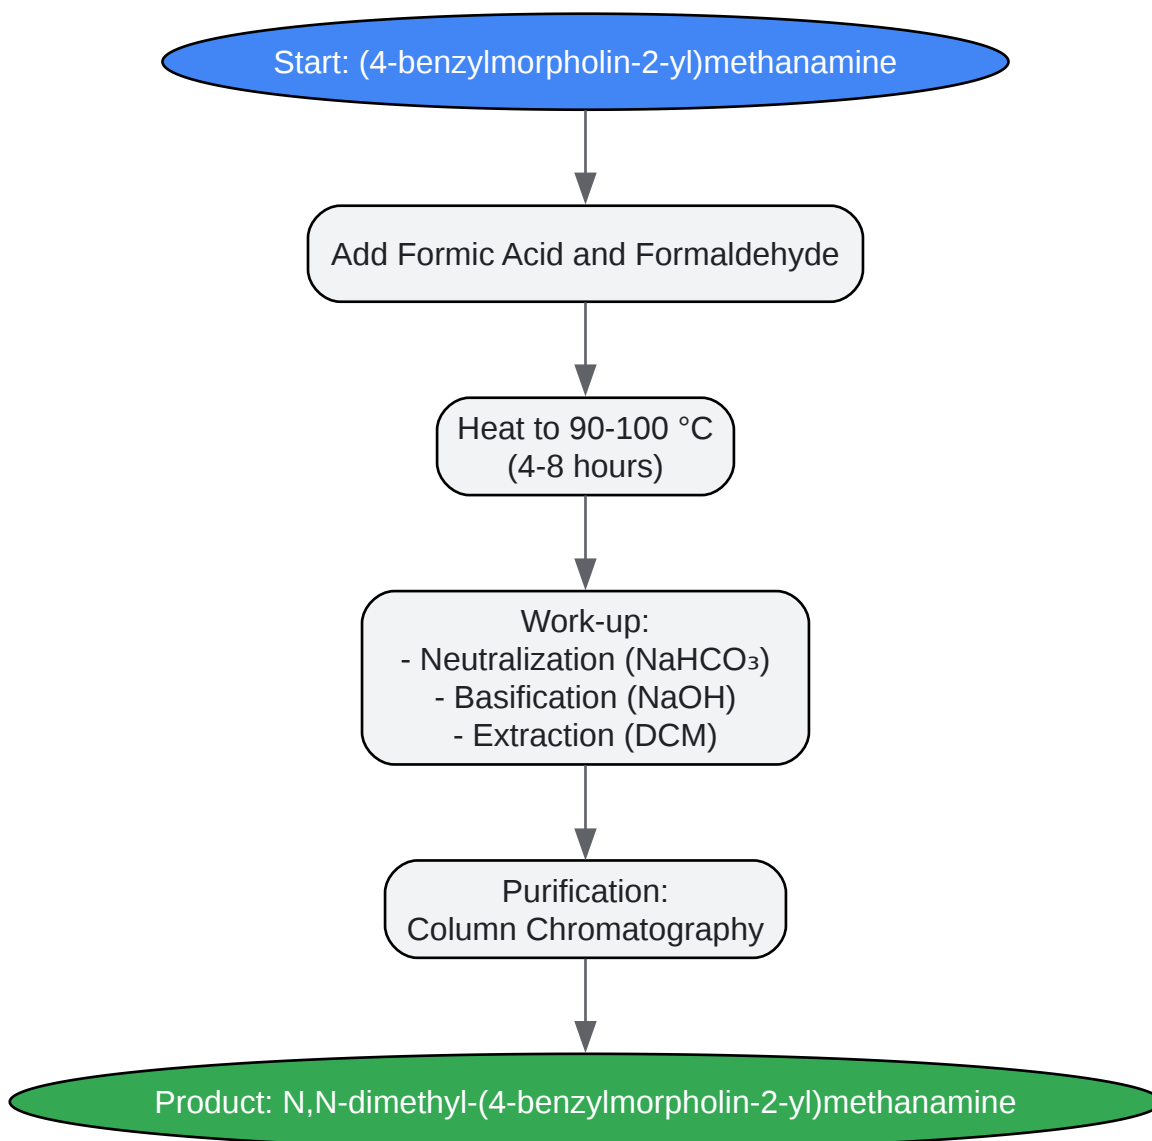 Start: (4-benzylmorpholin-2-yl)methanamine
Add Formic Acid and Formaldehyde
Heat to 90-100 °C
(4-8 hours)
Work-up:
- Neutralization (NaHCO₃)
- Basification (NaOH)
- Extraction (DCM)
Purification:
Column Chromatography
Product: N,N-dimethyl-(4-benzylmorpholin-2-yl)methanamine